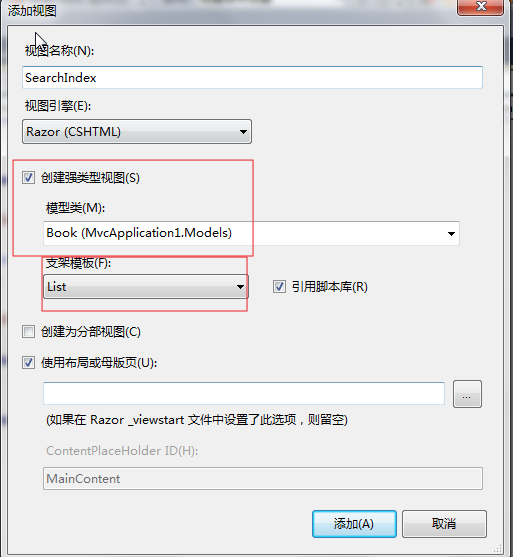 添加视图
视图名称(N):
SearchIndex
视图引擎(E):
Razor (CSHTML)
创建强类型视图(S)
模型类(M):
Book (MvcApplication1.Models)
支架模板(F):
List
引用脚本库(R)
创建为分部视图(C)
使用布局或母版页(U):
...
(如果在 Razor _viewstart 文件中设置了此选项，则留空)
ContentPlaceHolder ID(H):
MainContent
添加(A)
取消